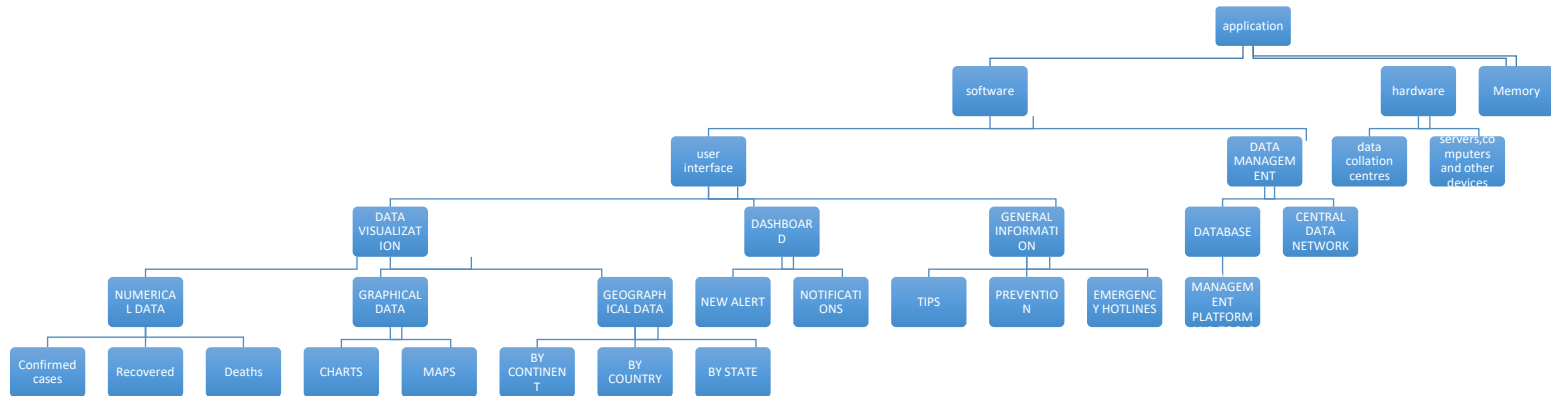 application
software
hardware
Memory
user
interface
DATA
MANAGEM
ENT
data
collation
centres
servers,co
mputers
and other
devices
DATA
VISUALIZAT
ION
DASHBOAR
D
GENERAL
INFORMATI
ON
DATABASE
CENTRAL
DATA
NETWORK
NUMERICA
L DATA
GRAPHICAL
DATA
GEOGRAPH
ICAL DATA
NEW ALERT
NOTIFICATI
ONS
TIPS
PREVENTIO
N
EMERGENC
Y HOTLINES
MANAGEM
ENT
PLATFORM
Confirmed
cases
Recovered
Deaths
CHARTS
MAPS
BY
CONTINEN
T
BY
COUNTRY
BY STATE